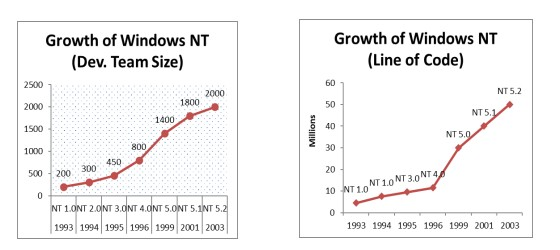 Growth of Windows NT
(Dev. Team Size)
2500
2000
1500
1000
500
0
200
300
450
800
1400
1800
2000
NT 1.0 NT 2.0 NT 3.0 NT 4.0 NT 5.0 NT 5.1 NT 5.2
1993 1994 1995 1996 1999 2001 2003
Growth of Windows NT
(Line of Code)
Millions
60
50
40
30
20
10
0
NT 1.0
NT 1.0
NT 3.0
NT 4.0
NT 5.0
NT 5.1
NT 5.2
1993 1994 1995 1996 1999 2001 2003